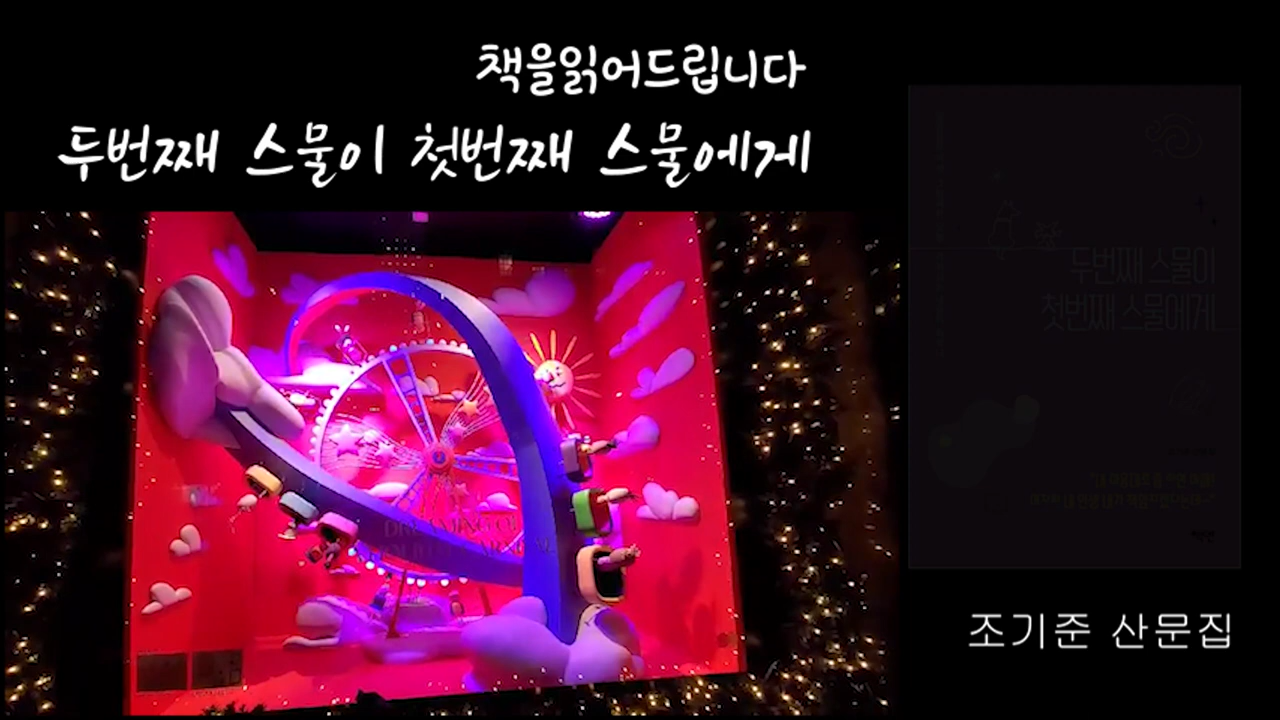 책을읽어드립니다
두번째 스물이 첫번째 스물에게
두번째 스물이
첫번째 스물에게
DREAMING OF
조기준 산문집